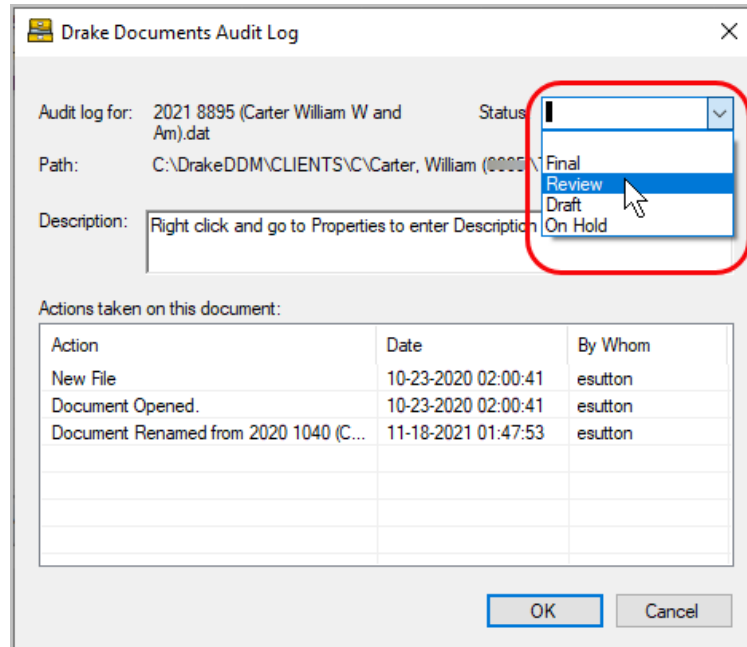 Drake Documents Audit Log
Audit log for: 2021 8895 (Carter William W and Am).dat
Status
Path: C:\DrakeDDM\CLIENTS\C\Carter, William (
Final
Review
Draft
On Hold
Description: Right click and go to Properties to enter Description
Actions taken on this document:
Action Date By Whom
New File 10-23-2020 02:00:41 esutton
Document Opened. 10-23-2020 02:00:41 esutton
Document Renamed from 2020 1040 (C... 11-18-2021 01:47:53 esutton
OK Cancel